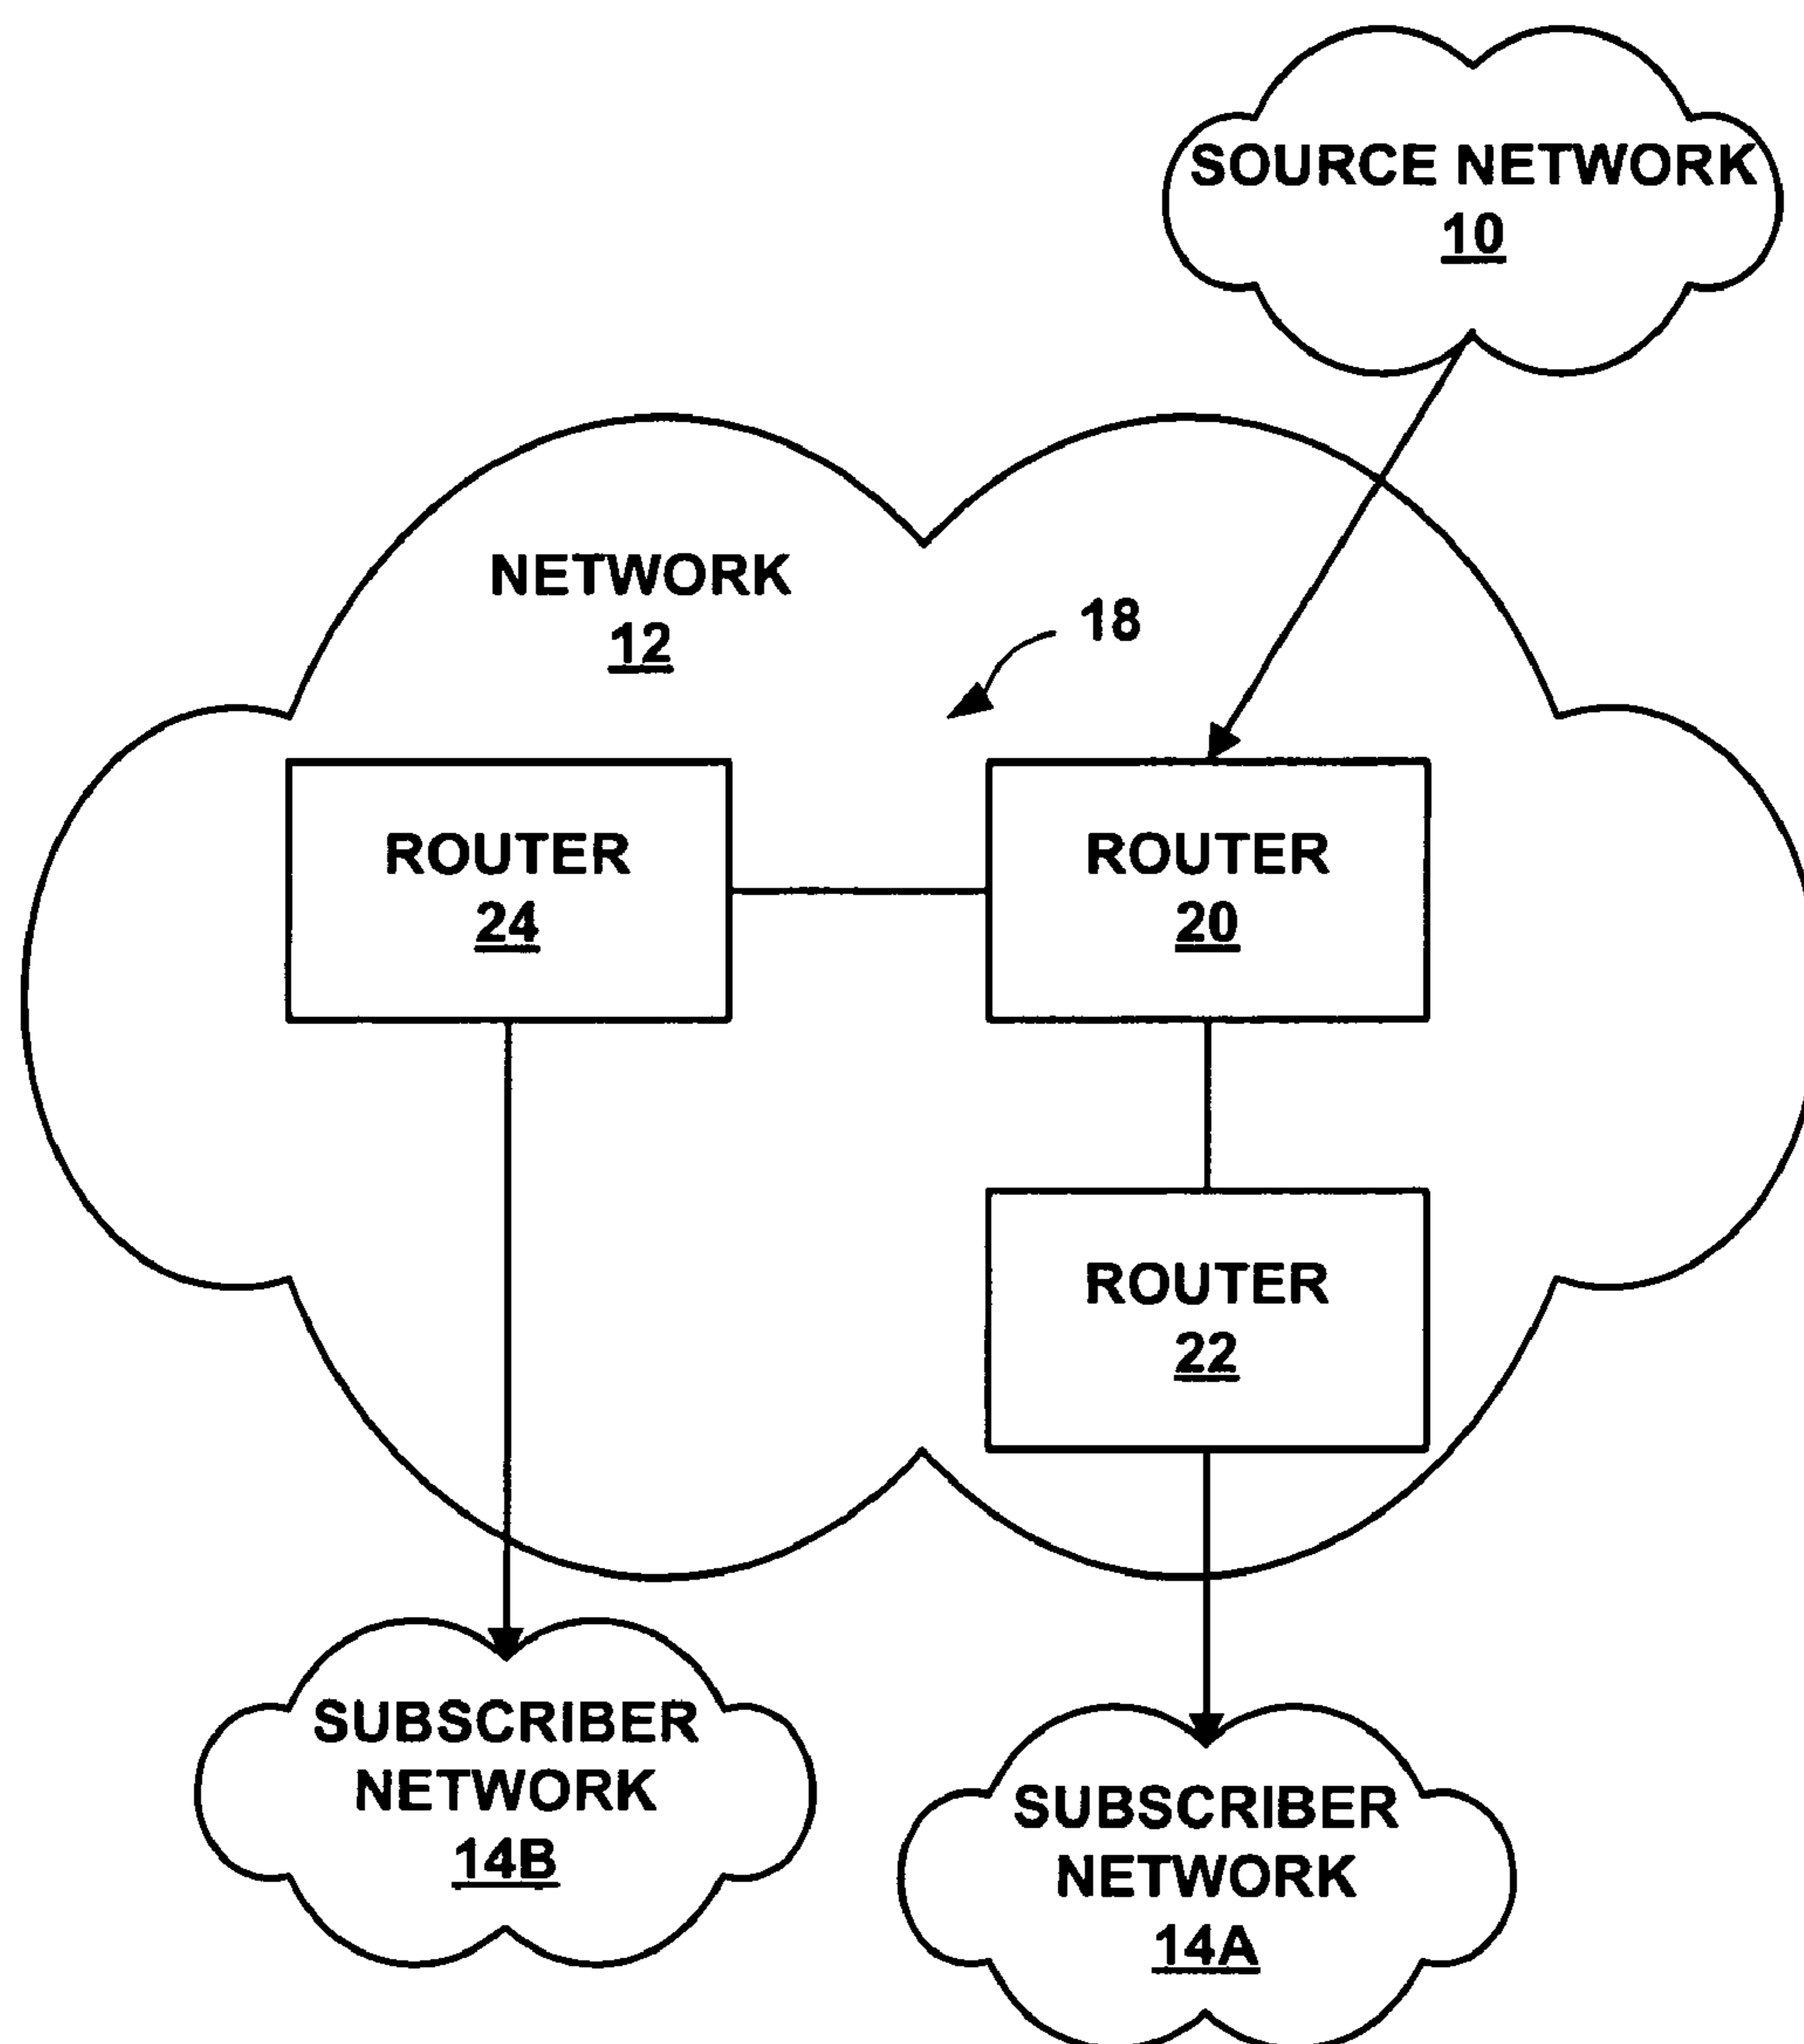 SOURCE NETWORK
10
NETWORK
12
18
ROUTER
24
ROUTER
20
ROUTER
22
SUBSCRIBER
NETWORK
14B
SUBSCRIBER
NETWORK
14A